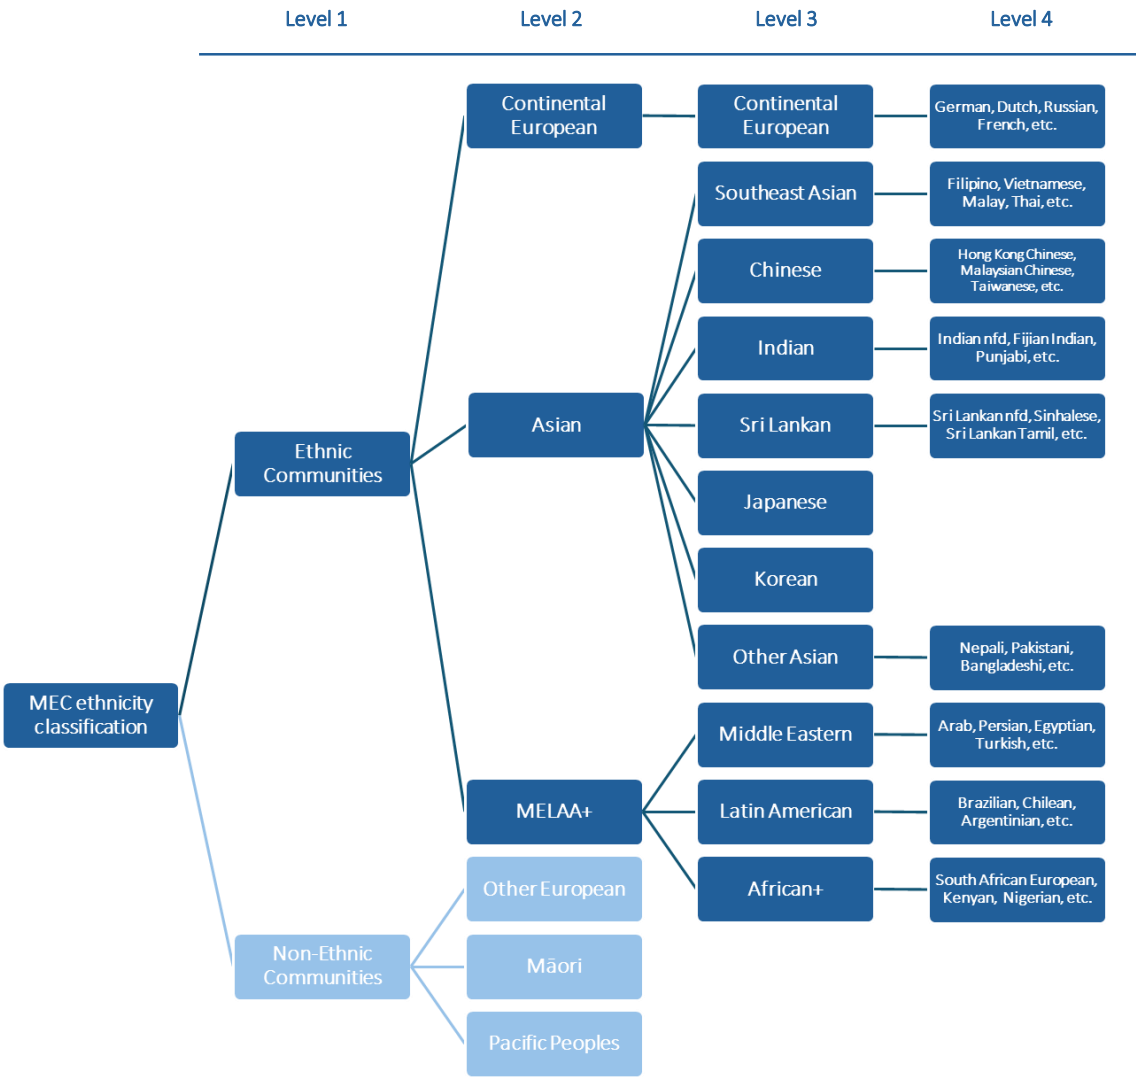 Level 1
Level 2
Level 3
Level 4
Continental
European
Continental
European
German, Dutch, Russian,
French, etc.
Southeast Asian
Filipino, Vietnamese,
Malay, Thai, etc.
Chinese
Hong Kong Chinese,
Malaysian Chinese,
Taiwanese, etc.
Indian
Indian nfd, Fijian Indian,
Punjabi, etc.
Asian
Sri Lankan
Sri Lankan nfd, Sinhalese,
Sri Lankan Tamil, etc.
Ethnic
Communities
Japanese
Korean
Other Asian
Nepali, Pakistani,
Bangladeshi, etc.
MEC ethnicity
classification
Middle Eastern
Arab, Persian, Egyptian,
Turkish, etc.
MELAA+
Latin American
Brazilian, Chilean,
Argentinian, etc.
Other European
African+
South African European,
Kenyan, Nigerian, etc.
Non-Ethnic
Communities
Māori
Pacific Peoples